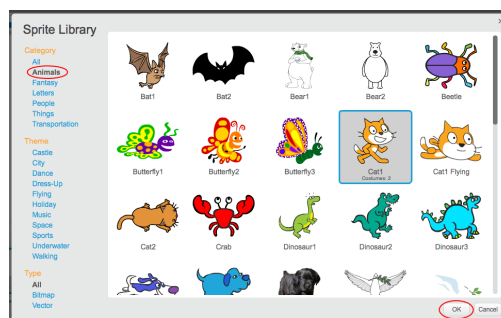 Sprite Library
Category
All
Animals
Fantasy
Letters
People
Things
Transportation
Theme
Castle
City
Dance
Dress-Up
Flying
Holiday
Music
Space
Sports
Underwater
Walking
Type
All
Bitmap
Vector
Bat1 Bat2 Bear1 Bear2 Beetle
Butterfly1 Butterfly2 Butterfly3 Cat1 Cat1 Flying
Costumes: 2
Cat2 Crab Dinosaur1 Dinosaur2 Dinosaur3
OK Cancel